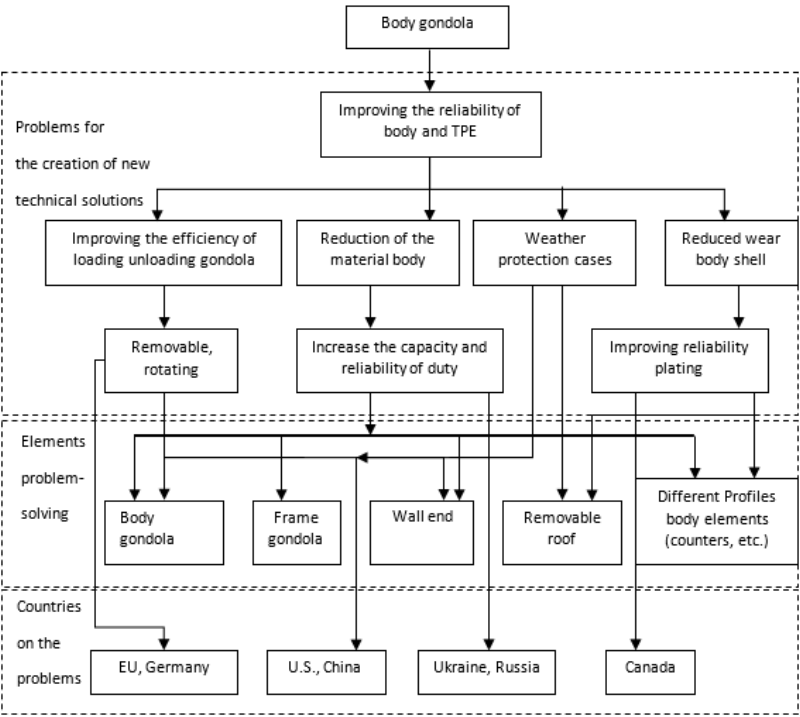 Body gondola
Improving the reliability of
body and TPE
Problems for
the creation of new
technical solutions
Improving the efficiency of
loading unloading gondola
Reduction of the
material body
Weather
protection cases
Reduced wear
body shell
Removable,
rotating
Increase the capacity and
reliability of duty
Improving reliability
plating
Elements
problem-
solving
Body
gondola
Frame
gondola
Wall end
Removable
roof
Different Profiles
body elements
(counters, etc.)
Countries
on the
problems
EU, Germany
U.S., China
Ukraine, Russia
Canada